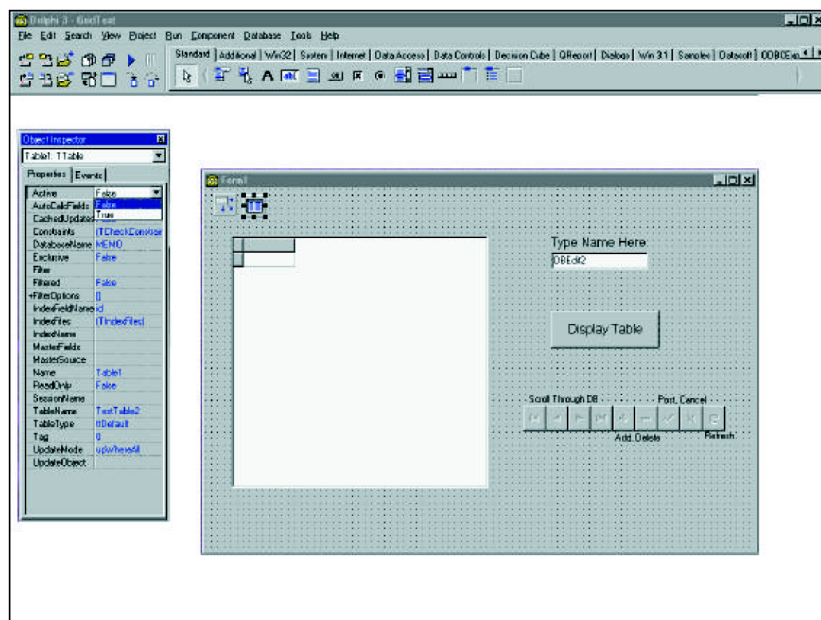 Delphi 3 - GridTest
File Edit Search View Project Run Component Database Tools Help
Standard Additional Win32 System Internet Data Access Data Controls Decision Cube QReport Dialogs Win 3.1 Samples Datasoft
Object Inspector
Table1: TTable
Properties Events
Active False
AutoCalcFields False
True
CachedUpdates
Constraints (TCheckConstrair
DatabaseName MEMO
Exclusive False
Filter
Filtered False
+FilterOptions []
IndexFieldName id
IndexFiles (TIndexFiles)
IndexName
MasterFields
MasterSource
Name Table1
ReadOnly False
SessionName
TableName TestTable2
TableType ttDefault
Tag 0
UpdateMode upWhereAll
UpdateObject
Form1
Type Name Here
DBEdit2
Display Table
Scroll Through DB Post, Cancel
Add, Delete Refresh